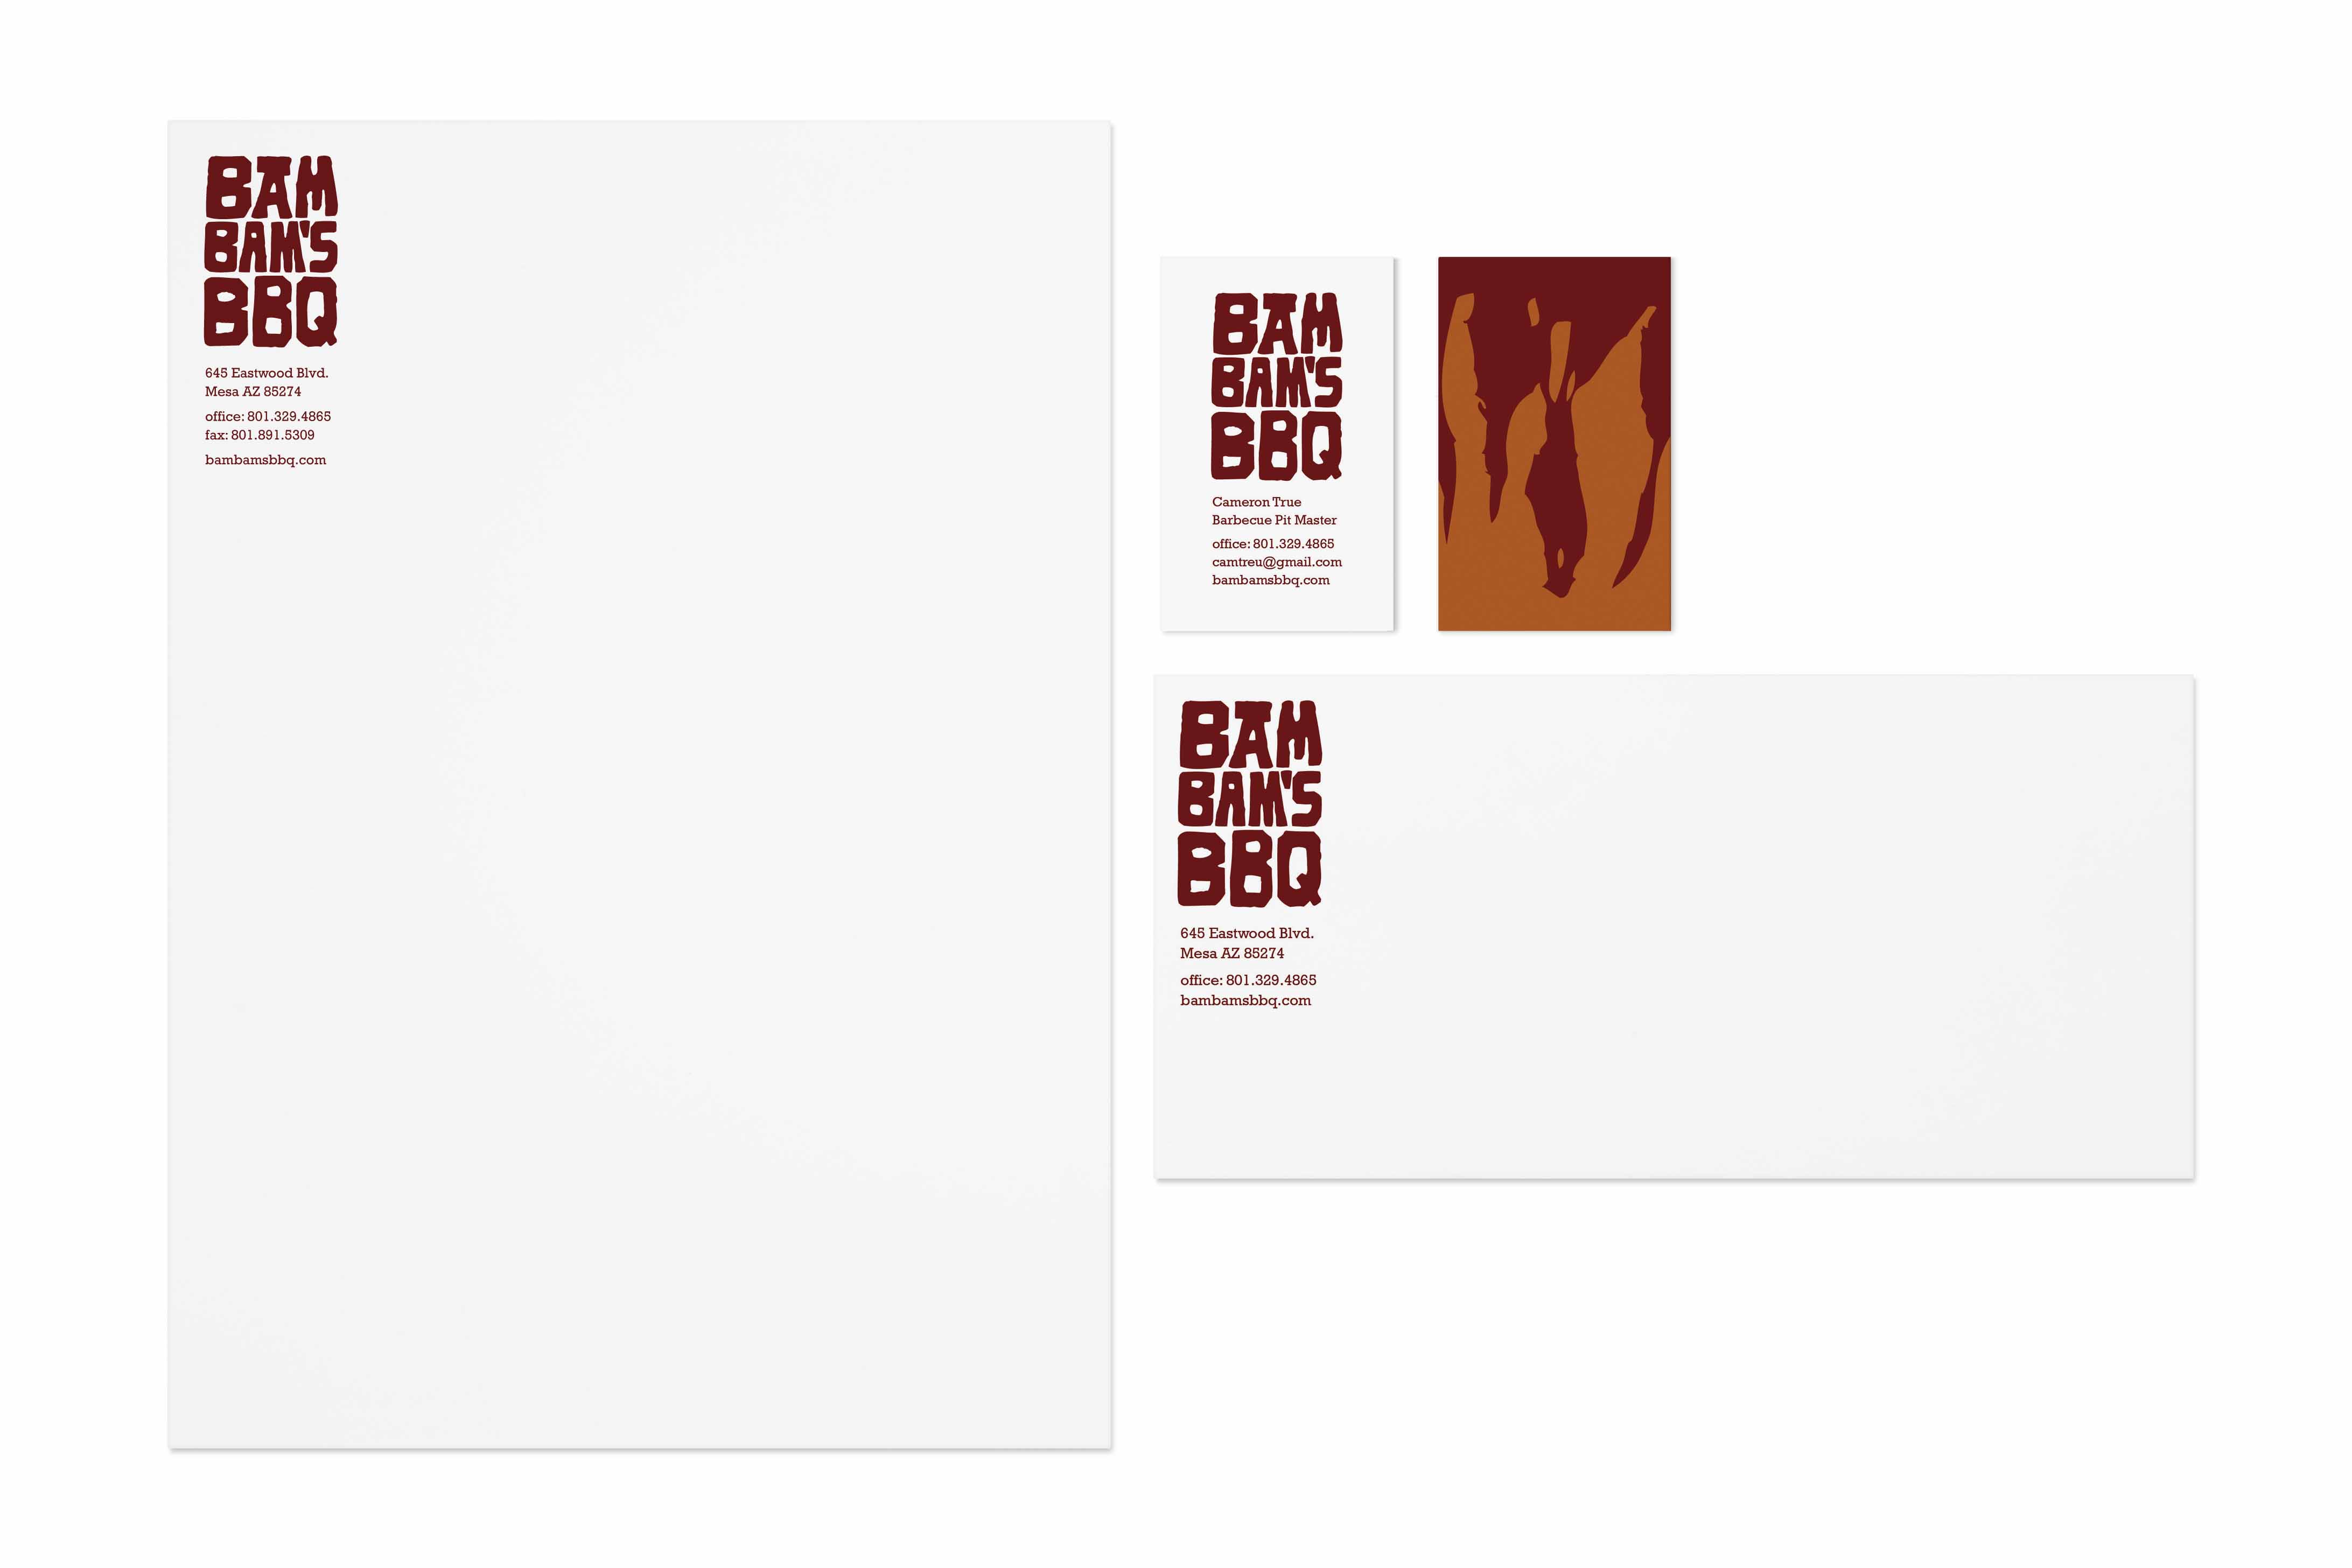 BAM
BAM'S
BBQ
645 Eastwood Blvd.
Mesa AZ 85274
office: 801.329.4865
fax: 801.891.5309
bambamsbbq.com
BAM
BAM'S
BBQ
Cameron True
Barbecue Pit Master
office: 801.329.4865
camtreu@gmail.com
bambamsbbq.com
BAM
BAM'S
BBQ
645 Eastwood Blvd.
Mesa AZ 85274
office: 801.329.4865
bambamsbbq.com